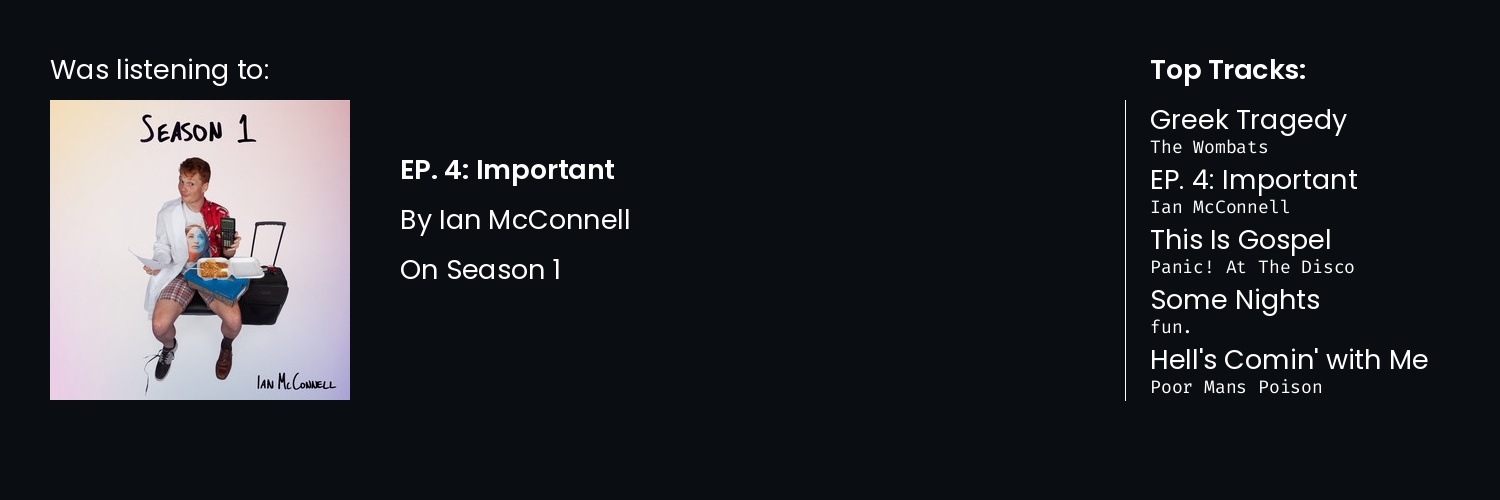 Was listening to:
SEASON 1
IAN MCCONNELL
EP. 4: Important
By Ian McConnell
On Season 1
Top Tracks:
Greek Tragedy
The Wombats
EP. 4: Important
Ian McConnell
This Is Gospel
Panic! At The Disco
Some Nights
fun.
Hell's Comin' with Me
Poor Mans Poison